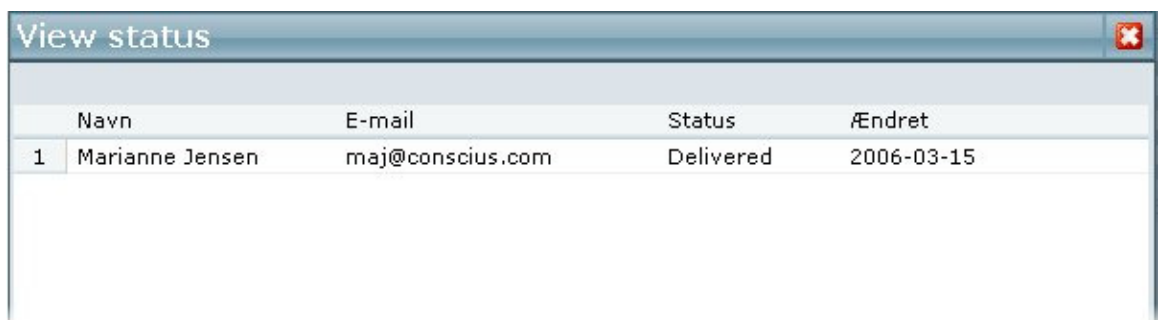 View status
Navn E-mail Status Ændret
1 Marianne Jensen maj@conscius.com Delivered 2006-03-15